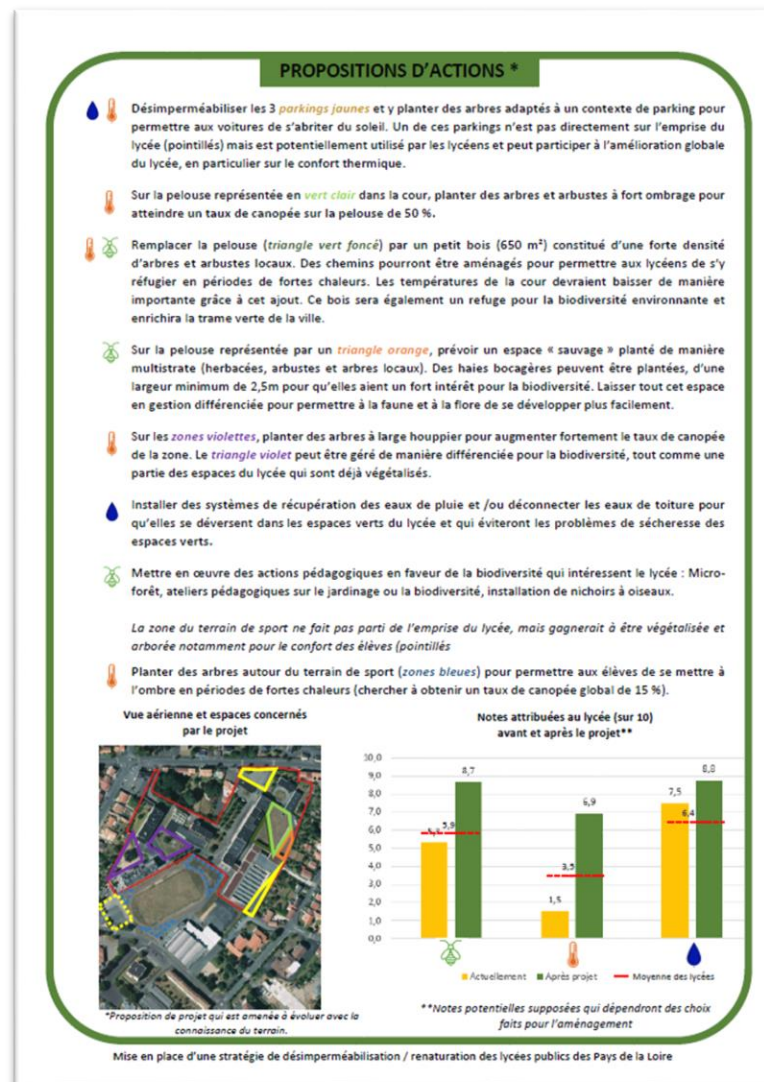 PROPOSITIONS D'ACTIONS *
Désimperméabiliser les 3 parkings jaunes et y planter des arbres adaptés à un contexte de parking pour
permettre aux voitures de s'abriter du soleil. Un de ces parkings n'est pas directement sur l'emprise du
lycée (pointillés) mais est potentiellement utilisé par les lycéens et peut participer à l'amélioration globale
du lycée, en particulier sur le confort thermique.
Sur la pelouse représentée en vert clair dans la cour, planter des arbres et arbustes à fort ombrage pour
atteindre un taux de canopée sur la pelouse de 50 %.
Remplacer la pelouse (triangle vert foncé) par un petit bois (650 m²) constitué d'une forte densité
d'arbres et arbustes locaux. Des chemins pourront être aménagés pour permettre aux lycéens de s'y
réfugier en périodes de fortes chaleurs. Les températures de la cour devraient baisser de manière
importante grâce à cet ajout. Ce bois sera également un refuge pour la biodiversité environnante et
enrichira la trame verte de la ville.
Sur la pelouse représentée par un triangle orange, prévoir un espace « sauvage » planté de manière
multistrate (herbacées, arbustes et arbres locaux). Des haies bocagères peuvent être plantées, d'une
largeur minimum de 2,5m pour qu'elles aient un fort intérêt pour la biodiversité. Laisser tout cet espace
en gestion différenciée pour permettre à la faune et à la flore de se développer plus facilement.
Sur les zones violettes, planter des arbres à large houppier pour augmenter fortement le taux de canopée
de la zone. Le triangle violet peut être géré de manière différenciée pour la biodiversité, tout comme une
partie des espaces du lycée qui sont déjà végétalisés.
Installer des systèmes de récupération des eaux de pluie et /ou déconnecter les eaux de toiture pour
qu'elles se déversent dans les espaces verts du lycée et qui éviteront les problèmes de sécheresse des
espaces verts.
Mettre en œuvre des actions pédagogiques en faveur de la biodiversité qui intéressent le lycée : Micro-
forêt, ateliers pédagogiques sur le jardinage ou la biodiversité, installation de nichoirs à oiseaux.
La zone du terrain de sport ne fait pas parti de l'emprise du lycée, mais gagnerait à être végétalisée et
arborée notamment pour le confort des élèves (pointillés
Planter des arbres autour du terrain de sport (zones bleues) pour permettre aux élèves de se mettre à
l'ombre en périodes de fortes chaleurs (chercher à obtenir un taux de canopée global de 15 %).
Vue aérienne et espaces concernés
par le projet
*Proposition de projet qui est amenée à évoluer avec la
connaissance du terrain.
Notes attribuées au lycée (sur 10)
avant et après le projet**
10,0
9,0
8,0
7,0
6,0
5,0
4,0
3,0
2,0
1,0
0,0
5,9
8,7
1,5
3,5
6,9
7,5
6,4
8,8
Actuellement
Après projet
Moyenne des lycées
**Notes potentielles supposées qui dépendront des choix
faits pour l'aménagement
Mise en place d'une stratégie de désimperméabilisation / renaturation des lycées publics des Pays de la Loire